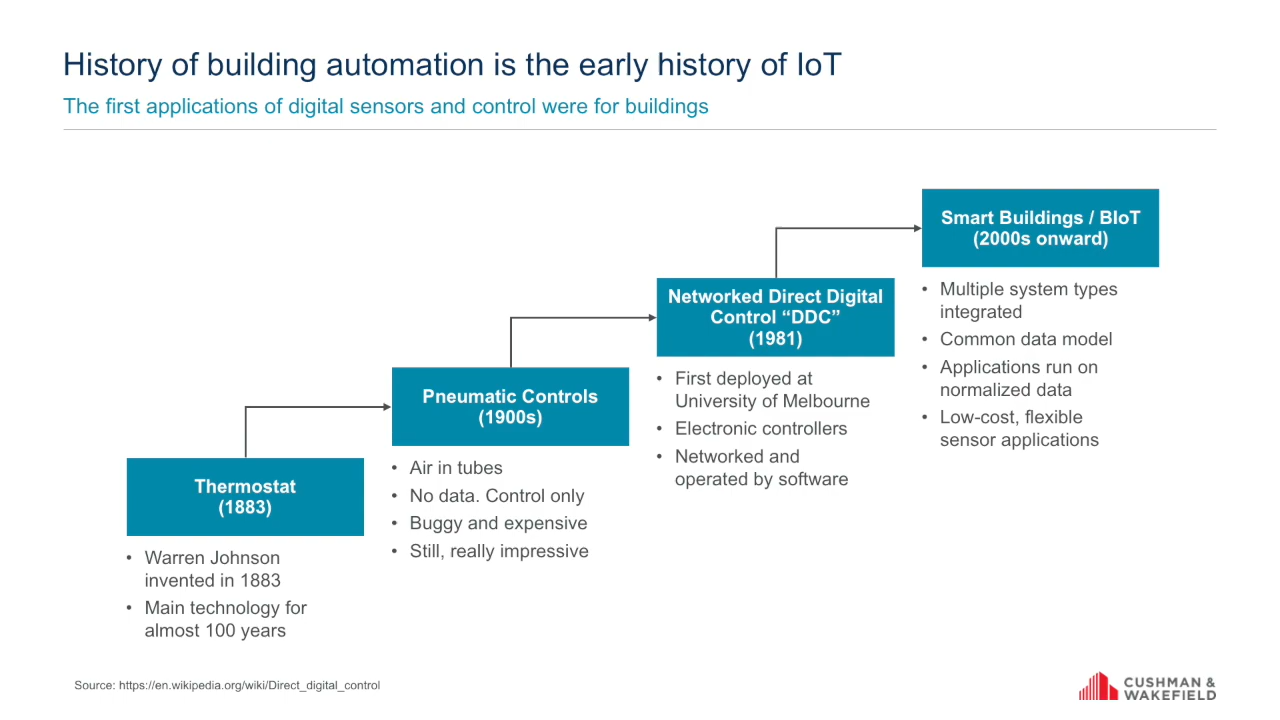 History of building automation is the early history of IoT
The first applications of digital sensors and control were for buildings
Thermostat
(1883)
• Warren Johnson
invented in 1883
• Main technology for
almost 100 years
Pneumatic Controls
(1900s)
• Air in tubes
• No data. Control only
• Buggy and expensive
• Still, really impressive
Networked Direct Digital
Control “DDC”
(1981)
• First deployed at
University of Melbourne
• Electronic controllers
• Networked and
operated by software
Smart Buildings / BIoT
(2000s onward)
• Multiple system types
integrated
• Common data model
• Applications run on
normalized data
• Low-cost, flexible
sensor applications
Source: https://en.wikipedia.org/wiki/Direct_digital_control
CUSHMAN &
WAKEFIELD